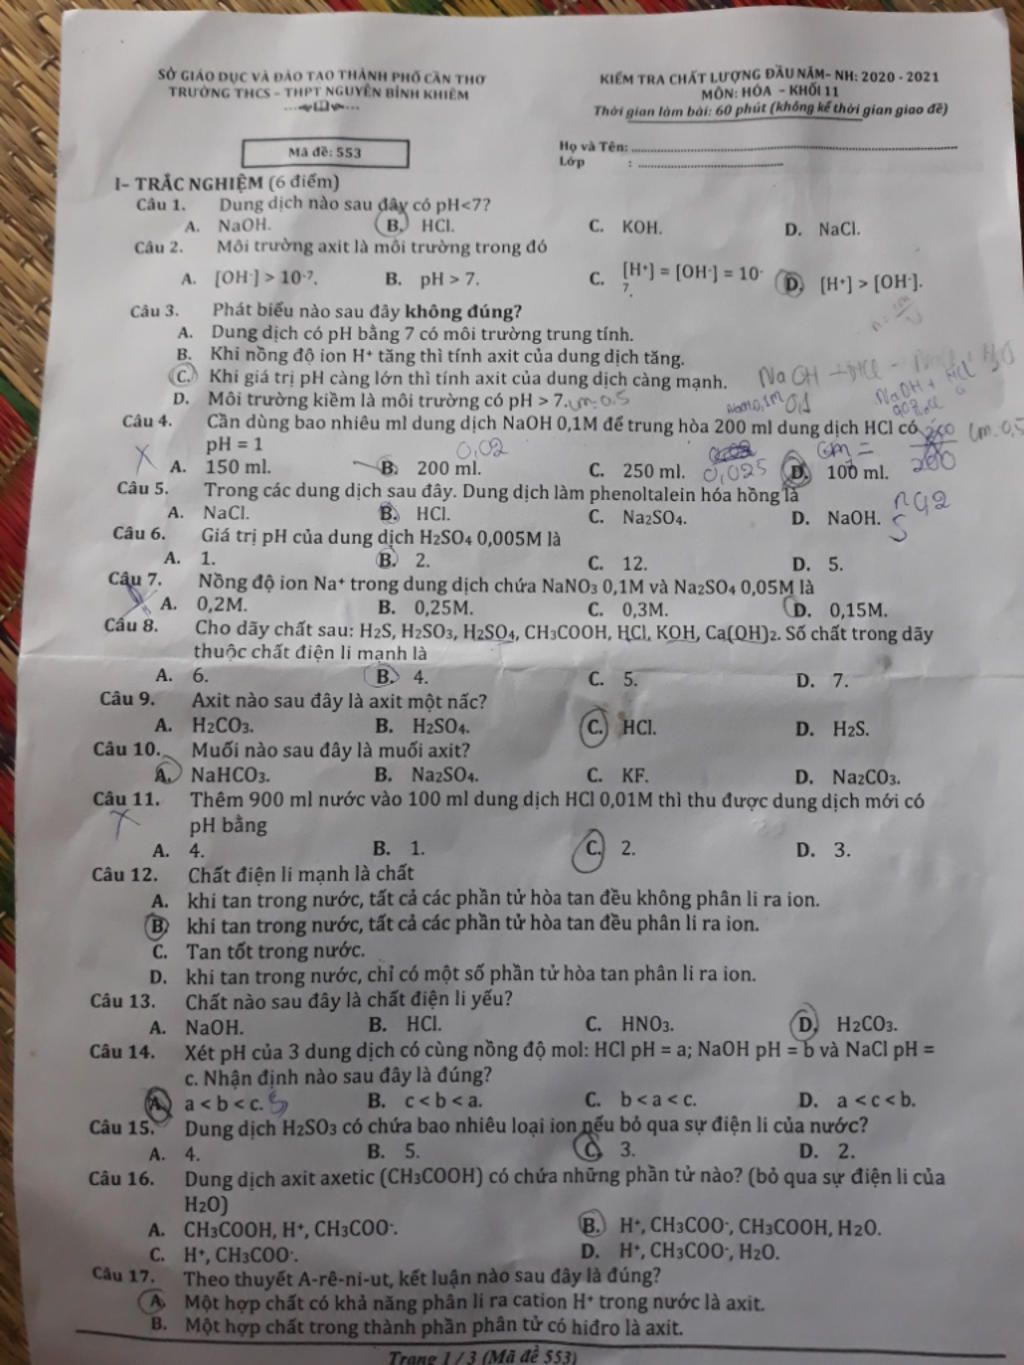 SỞ GIÁO DỤC VÀ ĐÀO TẠO THÀNH PHỐ CẦN THƠ
TRƯỜNG THCS - THPT NGUYỄN BỈNH KHIÊM
KIỂM TRA CHẤT LƯỢNG ĐẦU NĂM- NH: 2020 - 2021
MÔN: HÓA - KHỐI 11
Thời gian làm bài: 60 phút (không kể thời gian giao đề)
Mã đề: 553
Họ và Tên:
Lớp :
I- TRẮC NGHIỆM (6 điểm)
Câu 1. Dung dịch nào sau đây có pH<7?
A. NaOH. B. HCl. C. KOH. D. NaCl.
Câu 2. Môi trường axit là môi trường trong đó
A. [OH⁻] > 10⁻⁷. B. pH > 7. C. [H⁺] = [OH⁻] = 10⁻⁷. D. [H⁺] > [OH⁻].
Câu 3. Phát biểu nào sau đây không đúng?
A. Dung dịch có pH bằng 7 có môi trường trung tính.
B. Khi nồng độ ion H⁺ tăng thì tính axit của dung dịch tăng.
C. Khi giá trị pH càng lớn thì tính axit của dung dịch càng mạnh.
D. Môi trường kiềm là môi trường có pH > 7.
NaOH + HCl
NaOH + HCl
0,1
Câu 4. Cần dùng bao nhiêu ml dung dịch NaOH 0,1M để trung hòa 200 ml dung dịch HCl có
pH = 1
0,02
A. 150 ml. B. 200 ml. C. 250 ml. D. 100 ml.
0,025
200
Câu 5. Trong các dung dịch sau đây. Dung dịch làm phenoltalein hóa hồng là
A. NaCl. B. HCl. C. Na₂SO₄. D. NaOH.
Câu 6. Giá trị pH của dung dịch H₂SO₄ 0,005M là
A. 1. B. 2. C. 12. D. 5.
Câu 7. Nồng độ ion Na⁺ trong dung dịch chứa NaNO₃ 0,1M và Na₂SO₄ 0,05M là
A. 0,2M. B. 0,25M. C. 0,3M. D. 0,15M.
Câu 8. Cho dãy chất sau: H₂S, H₂SO₃, H₂SO₄, CH₃COOH, HCl, KOH, Ca(OH)₂. Số chất trong dãy
thuộc chất điện li mạnh là
A. 6. B. 4. C. 5. D. 7.
Câu 9. Axit nào sau đây là axit một nấc?
A. H₂CO₃. B. H₂SO₄. C. HCl. D. H₂S.
Câu 10. Muối nào sau đây là muối axit?
A. NaHCO₃. B. Na₂SO₄. C. KF. D. Na₂CO₃.
Câu 11. Thêm 900 ml nước vào 100 ml dung dịch HCl 0,01M thì thu được dung dịch mới có
pH bằng
A. 4. B. 1. C. 2. D. 3.
Câu 12. Chất điện li mạnh là chất
A. khi tan trong nước, tất cả các phần tử hòa tan đều không phân li ra ion.
B. khi tan trong nước, tất cả các phần tử hòa tan đều phân li ra ion.
C. Tan tốt trong nước.
D. khi tan trong nước, chỉ có một số phần tử hòa tan phân li ra ion.
Câu 13. Chất nào sau đây là chất điện li yếu?
A. NaOH. B. HCl. C. HNO₃. D. H₂CO₃.
Câu 14. Xét pH của 3 dung dịch có cùng nồng độ mol: HCl pH = a; NaOH pH = b và NaCl pH =
c. Nhận định nào sau đây là đúng?
A. a < b < c. B. c < b < a. C. b < a < c. D. a < c < b.
Câu 15. Dung dịch H₂SO₃ có chứa bao nhiêu loại ion nếu bỏ qua sự điện li của nước?
A. 4. B. 5. C. 3. D. 2.
Câu 16. Dung dịch axit axetic (CH₃COOH) có chứa những phần tử nào? (bỏ qua sự điện li của
H₂O)
A. CH₃COOH, H⁺, CH₃COO⁻. B. H⁺, CH₃COO⁻, CH₃COOH, H₂O.
C. H⁺, CH₃COO⁻. D. H⁺, CH₃COO⁻, H₂O.
Câu 17. Theo thuyết A-rê-ni-ut, kết luận nào sau đây là đúng?
A. Một hợp chất có khả năng phân li ra cation H⁺ trong nước là axit.
B. Một hợp chất trong thành phần phân tử có hiđro là axit.
Trang 1 / 3 (Mã đề 553)